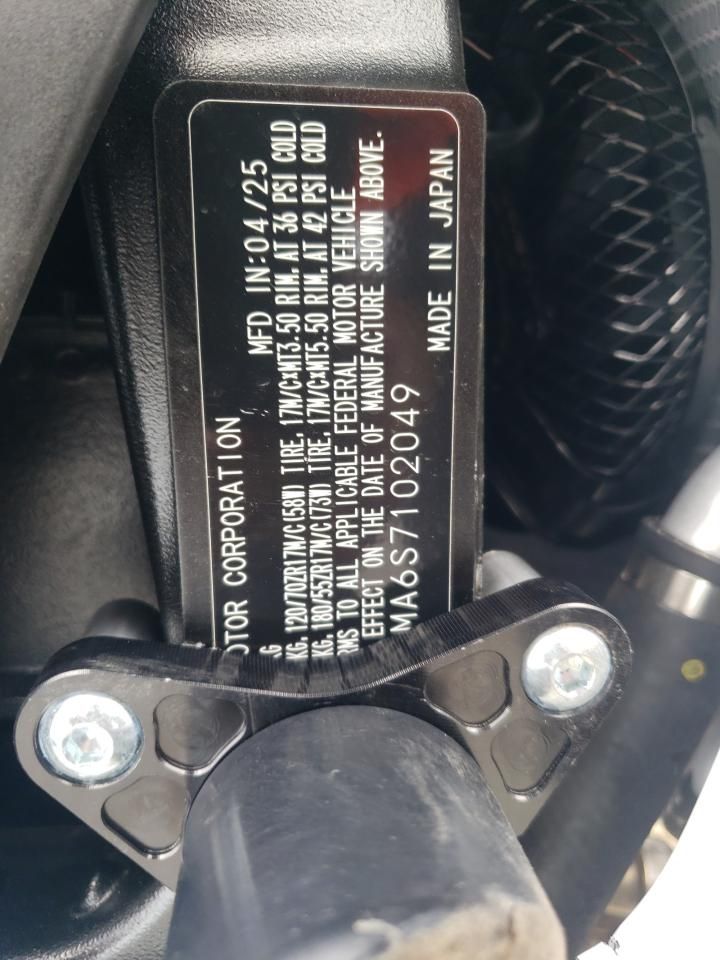 OTOR CORPORATION
MFD IN:04/25
KG
KG, 120/70ZR17M/C(58W) TIRE, 17M/C×MT3.50 RIM, AT 36 PSI COLD
KG, 180/55ZR17M/C(73W) TIRE, 17M/C×MT5.50 RIM, AT 42 PSI COLD
RMS TO ALL APPLICABLE FEDERAL MOTOR VEHICLE
EFFECT ON THE DATE OF MANUFACTURE SHOWN ABOVE.
MA6S7102049
MADE IN JAPAN